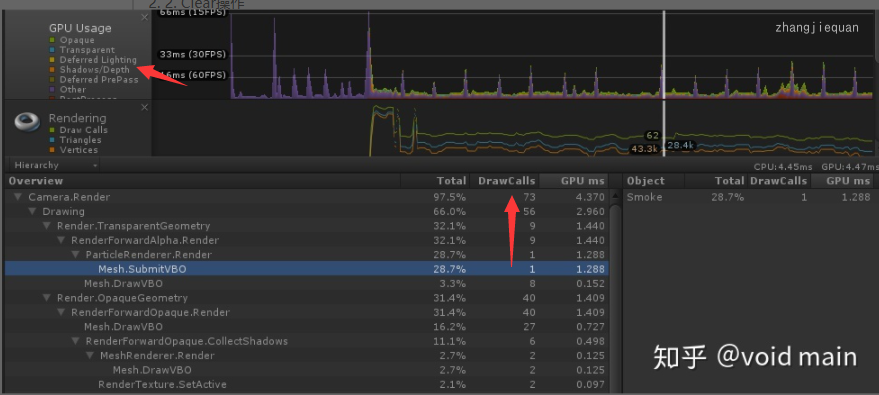 2. 2. Clear操作
GPU Usage
Opaque
Transparent
Deferred Lighting
Shadows/Depth
Deferred PrePass
Other
66ms (15FPS)
33ms (30FPS)
16ms (60FPS)
zhangjiequan
Rendering
Draw Calls
Triangles
Vertices
62
43.3k
28.4k
Hierarchy
CPU:4.45ms GPU:4.47ms
Overview Total DrawCalls GPU ms Object Total DrawCalls GPU ms
Camera.Render 97.5% 73 4.370 Smoke 28.7% 1 1.288
Drawing 66.0% 56 2.960
Render.TransparentGeometry 32.1% 9 1.440
RenderForwardAlpha.Render 32.1% 9 1.440
ParticleRenderer.Render 28.7% 1 1.288
Mesh.SubmitVBO 28.7% 1 1.288
Mesh.DrawVBO 3.3% 8 0.152
Render.OpaqueGeometry 31.4% 40 1.409
RenderForwardOpaque.Render 31.4% 40 1.409
Mesh.DrawVBO 16.2% 27 0.727
RenderForwardOpaque.CollectShadows 11.1% 6 0.498
MeshRenderer.Render 2.7% 2 0.125
Mesh.DrawVBO 2.7% 2 0.125
RenderTexture.SetActive 2.1% 2 0.097
知乎 @void main